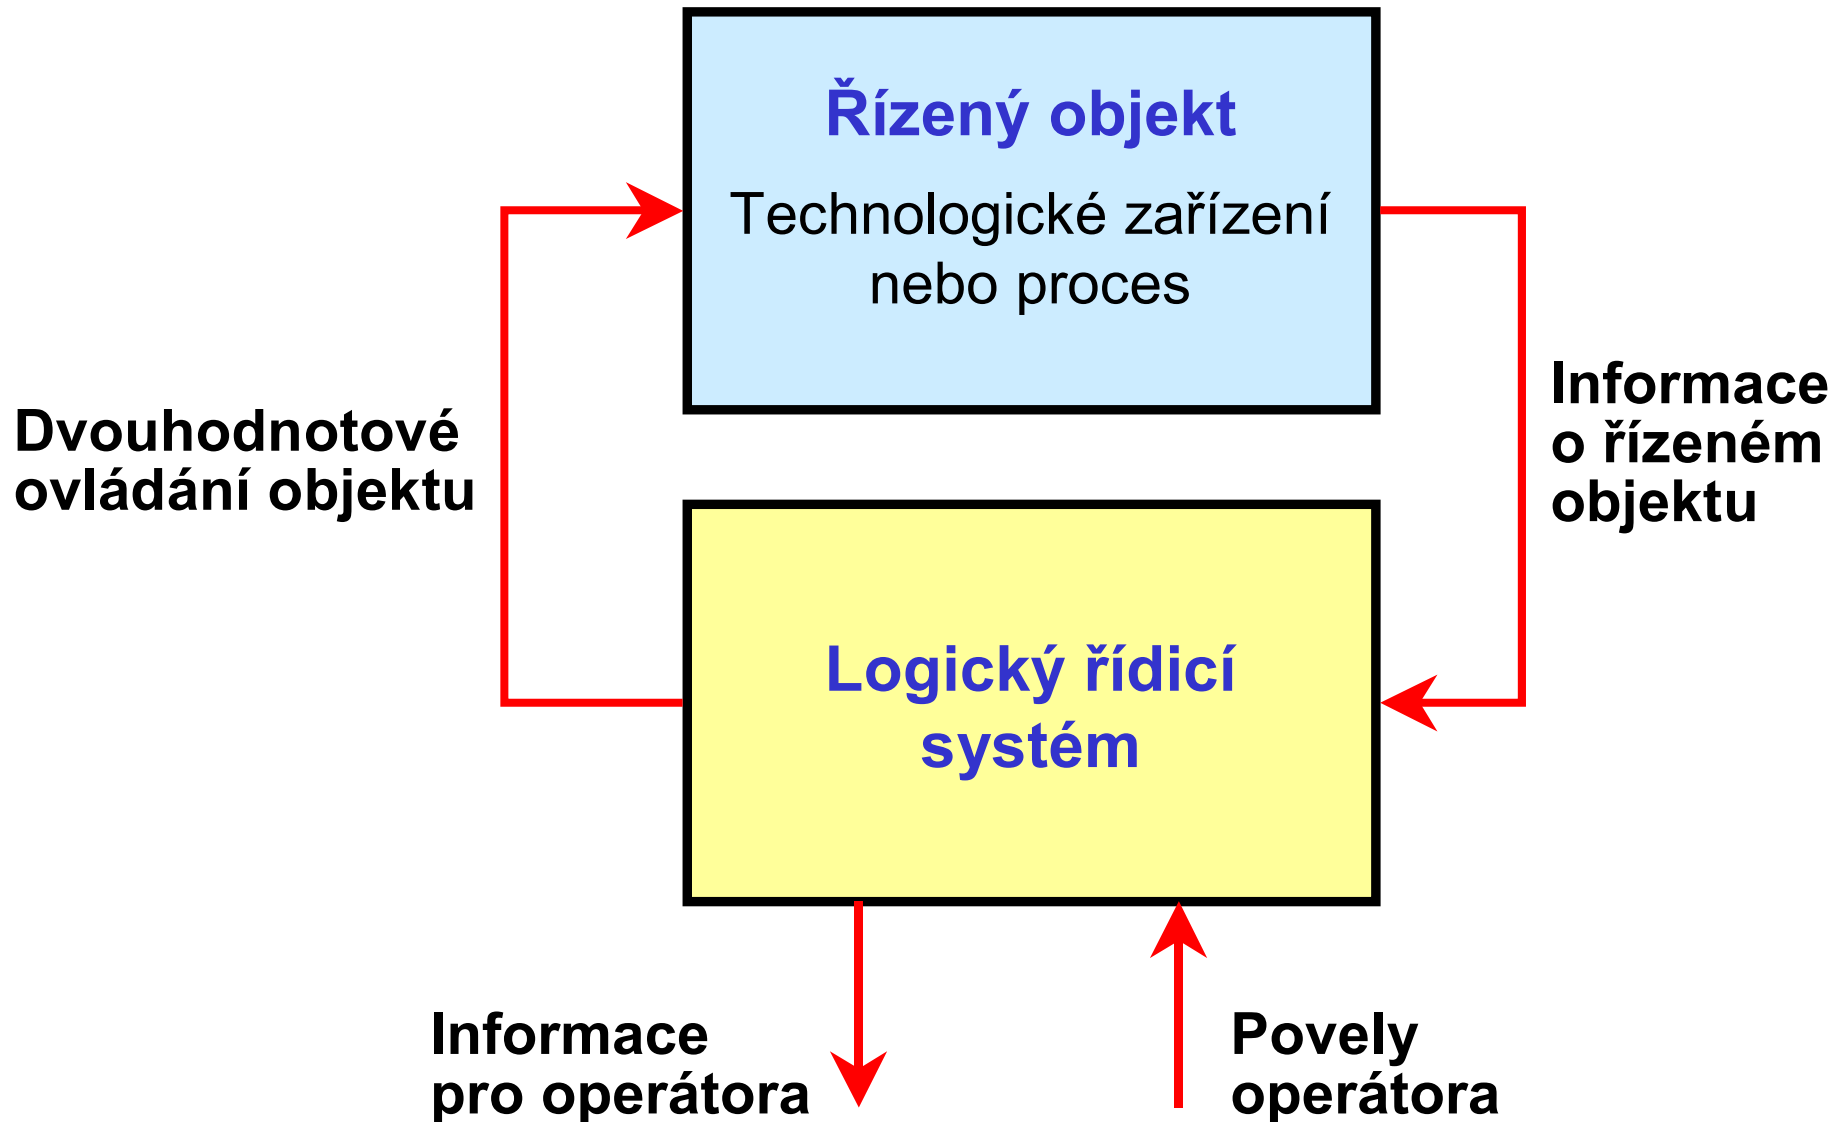 Řízený objekt
Technologické zařízení
nebo proces
Dvouhodnotové
ovládání objektu
Informace
o řízeném
objektu
Logický řídicí
systém
Informace
pro operátora
Povely
operátora